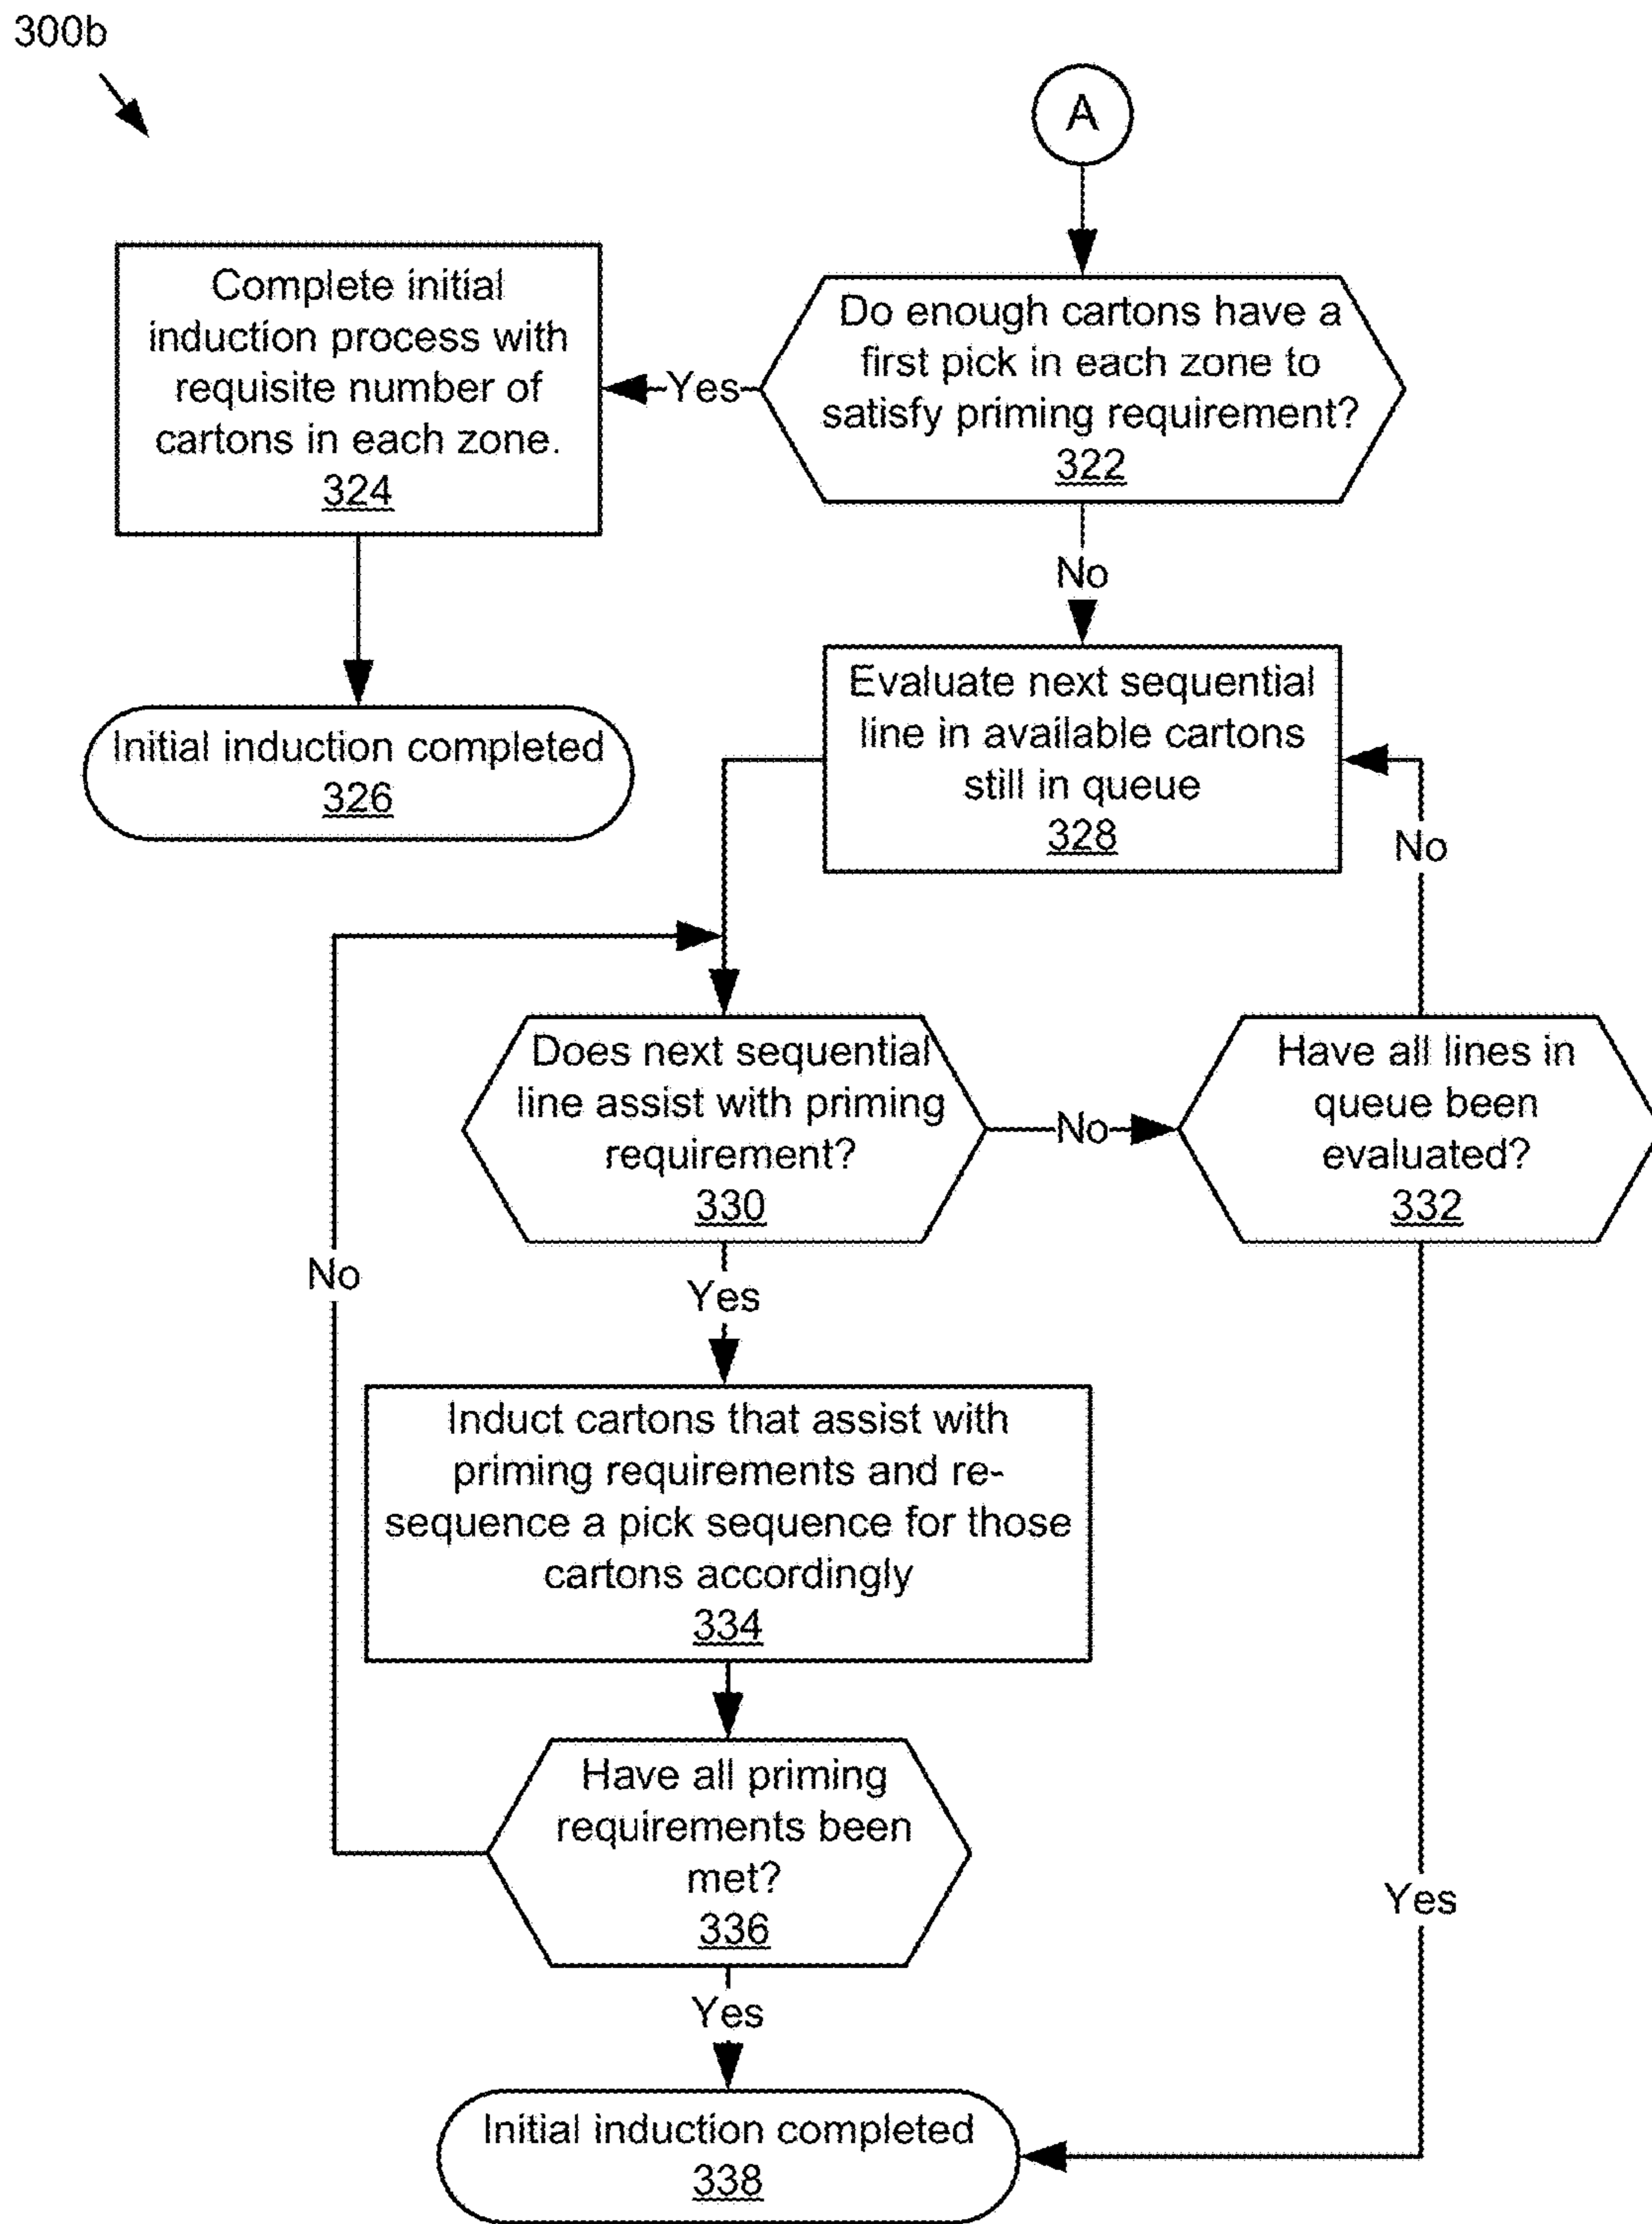 300b
A
Complete initial
induction process with
requisite number of
cartons in each zone.
324
Yes
Do enough cartons have a
first pick in each zone to
satisfy priming requirement?
322
No
Initial induction completed
326
Evaluate next sequential
line in available cartons
still in queue
328
No
Does next sequential
line assist with priming
requirement?
330
No
Have all lines in
queue been
evaluated?
332
No
Yes
Induct cartons that assist with
priming requirements and re-
sequence a pick sequence for those
cartons accordingly
334
Have all priming
requirements been
met?
336
Yes
Yes
Initial induction completed
338